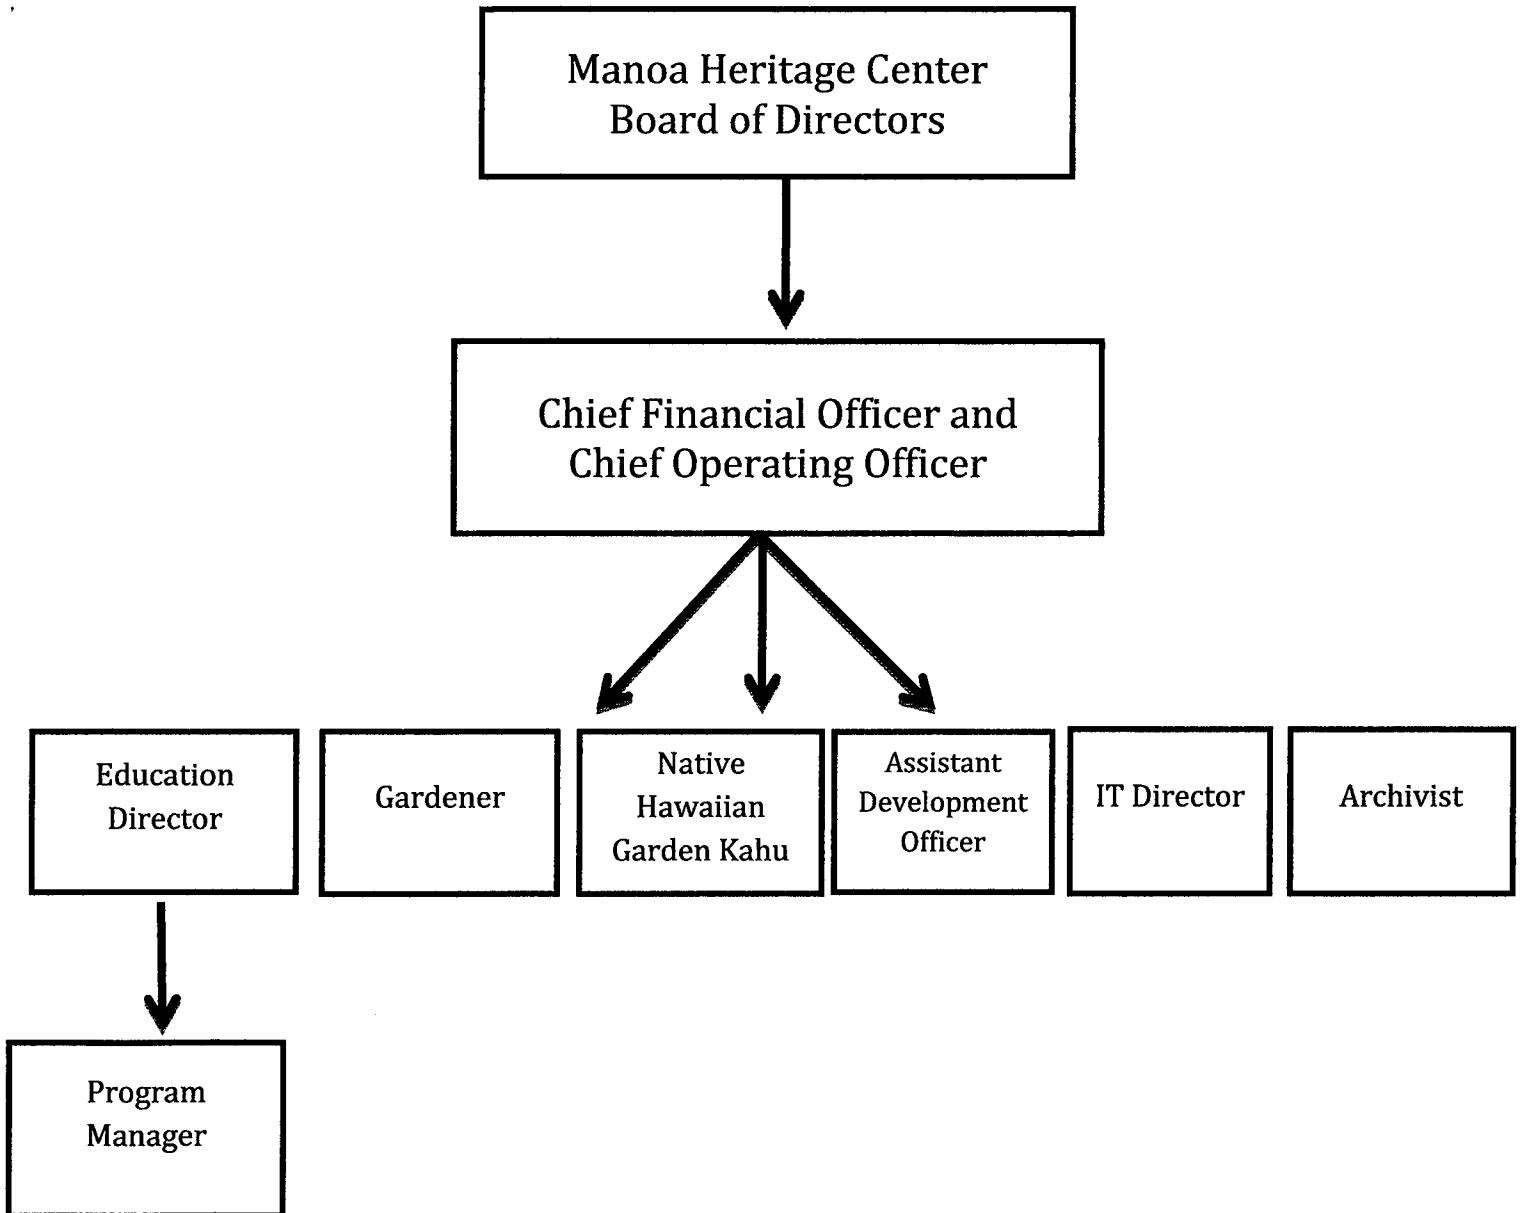 Manoa Heritage Center
Board of Directors
Chief Financial Officer and
Chief Operating Officer
Education
Director
Gardener
Native
Hawaiian
Garden Kahu
Assistant
Development
Officer
IT Director
Archivist
Program
Manager